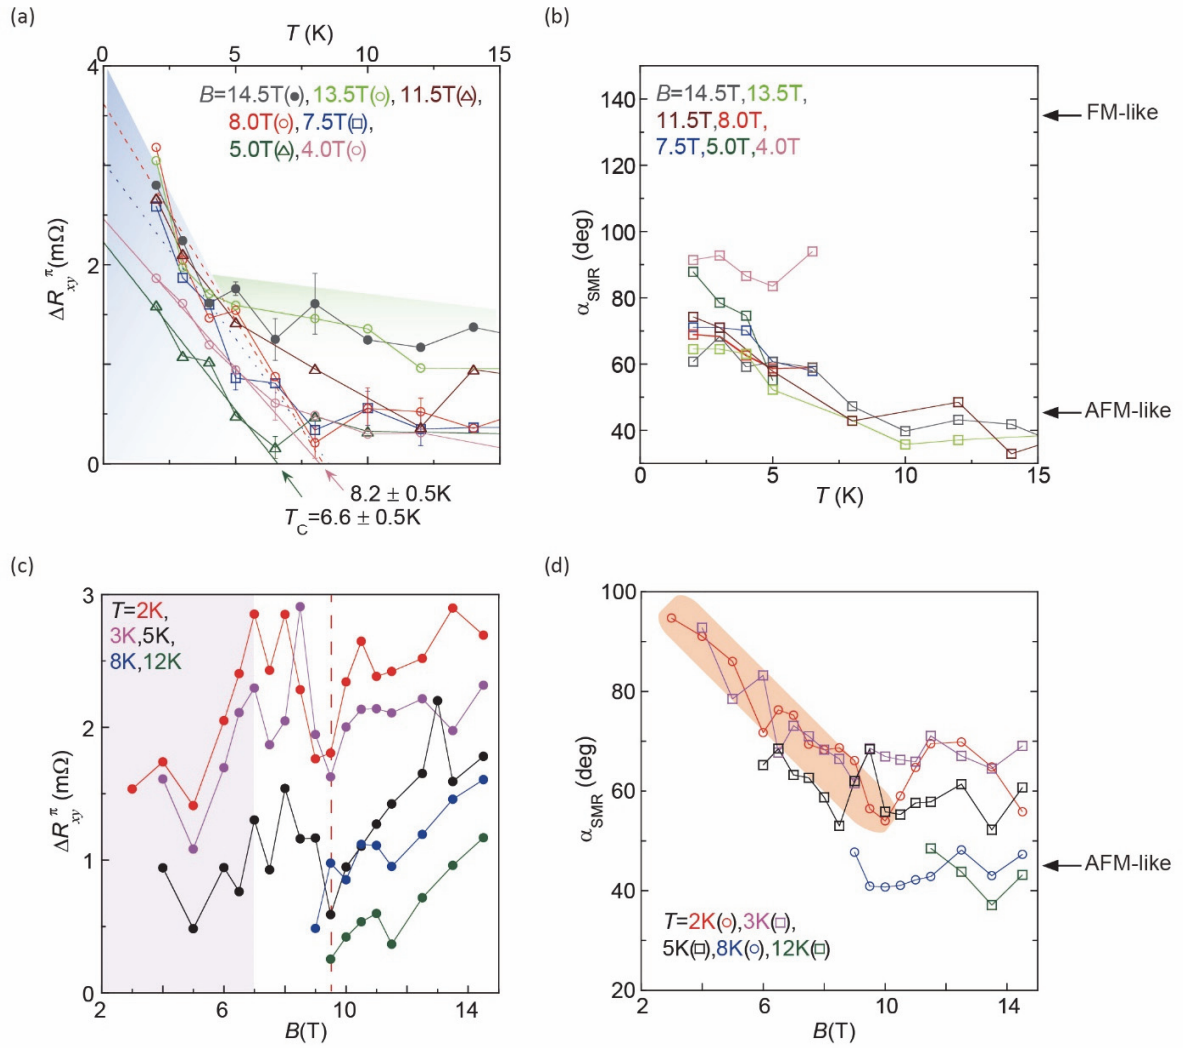 (a)
T (K)
0 5 10 15
4
2
0
ΔR_xy^π(mΩ)
B=14.5T(●),13.5T(○),11.5T(△),
8.0T(○),7.5T(□),
5.0T(△),4.0T(○)
8.2 ± 0.5K
T_C=6.6 ± 0.5K
(b)
140
120
100
80
60
40
α_SMR (deg)
B=14.5T,13.5T,
11.5T,8.0T,
7.5T,5.0T,4.0T
FM-like
AFM-like
0 5 10 15
T (K)
(c)
3
2
1
0
ΔR_xy^π (mΩ)
T=2K,
3K,5K,
8K,12K
2 6 10 14
B(T)
(d)
100
80
60
40
20
α_SMR (deg)
AFM-like
T=2K(○),3K(□),
5K(□),8K(○),12K(□)
2 6 10 14
B(T)